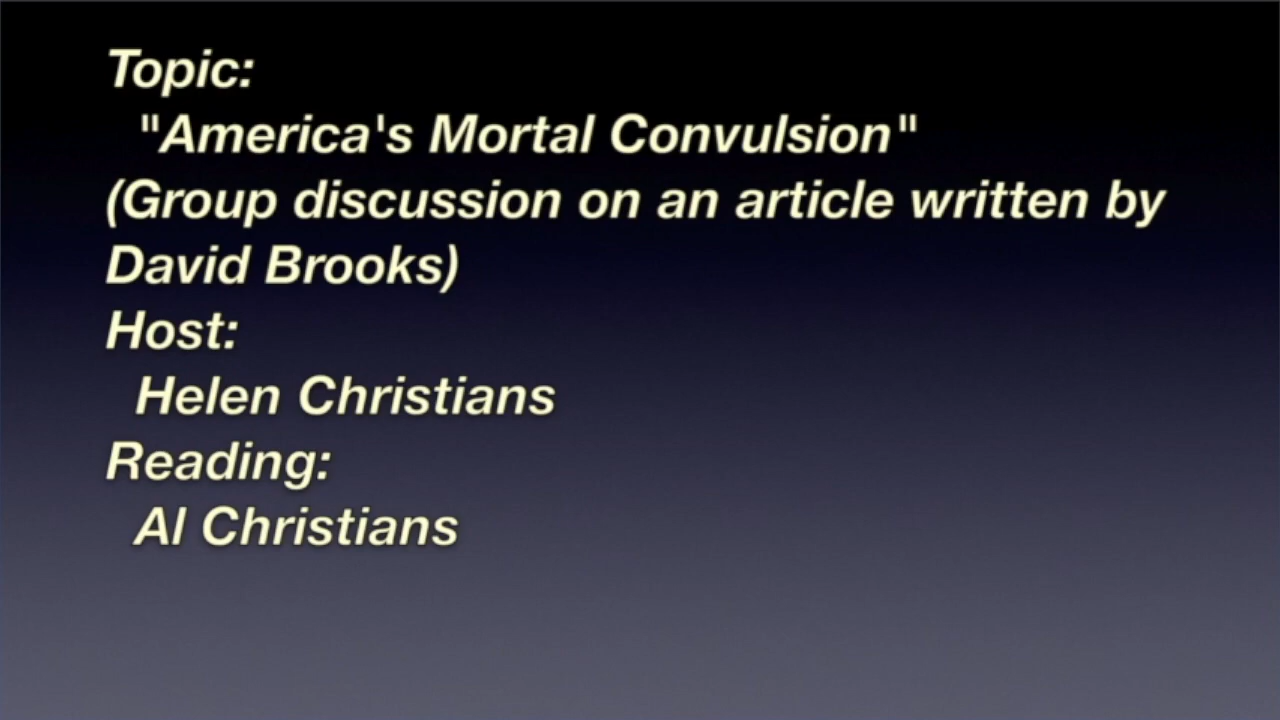 Topic:
"America's Mortal Convulsion"
(Group discussion on an article written by
David Brooks)
Host:
Helen Christians
Reading:
Al Christians